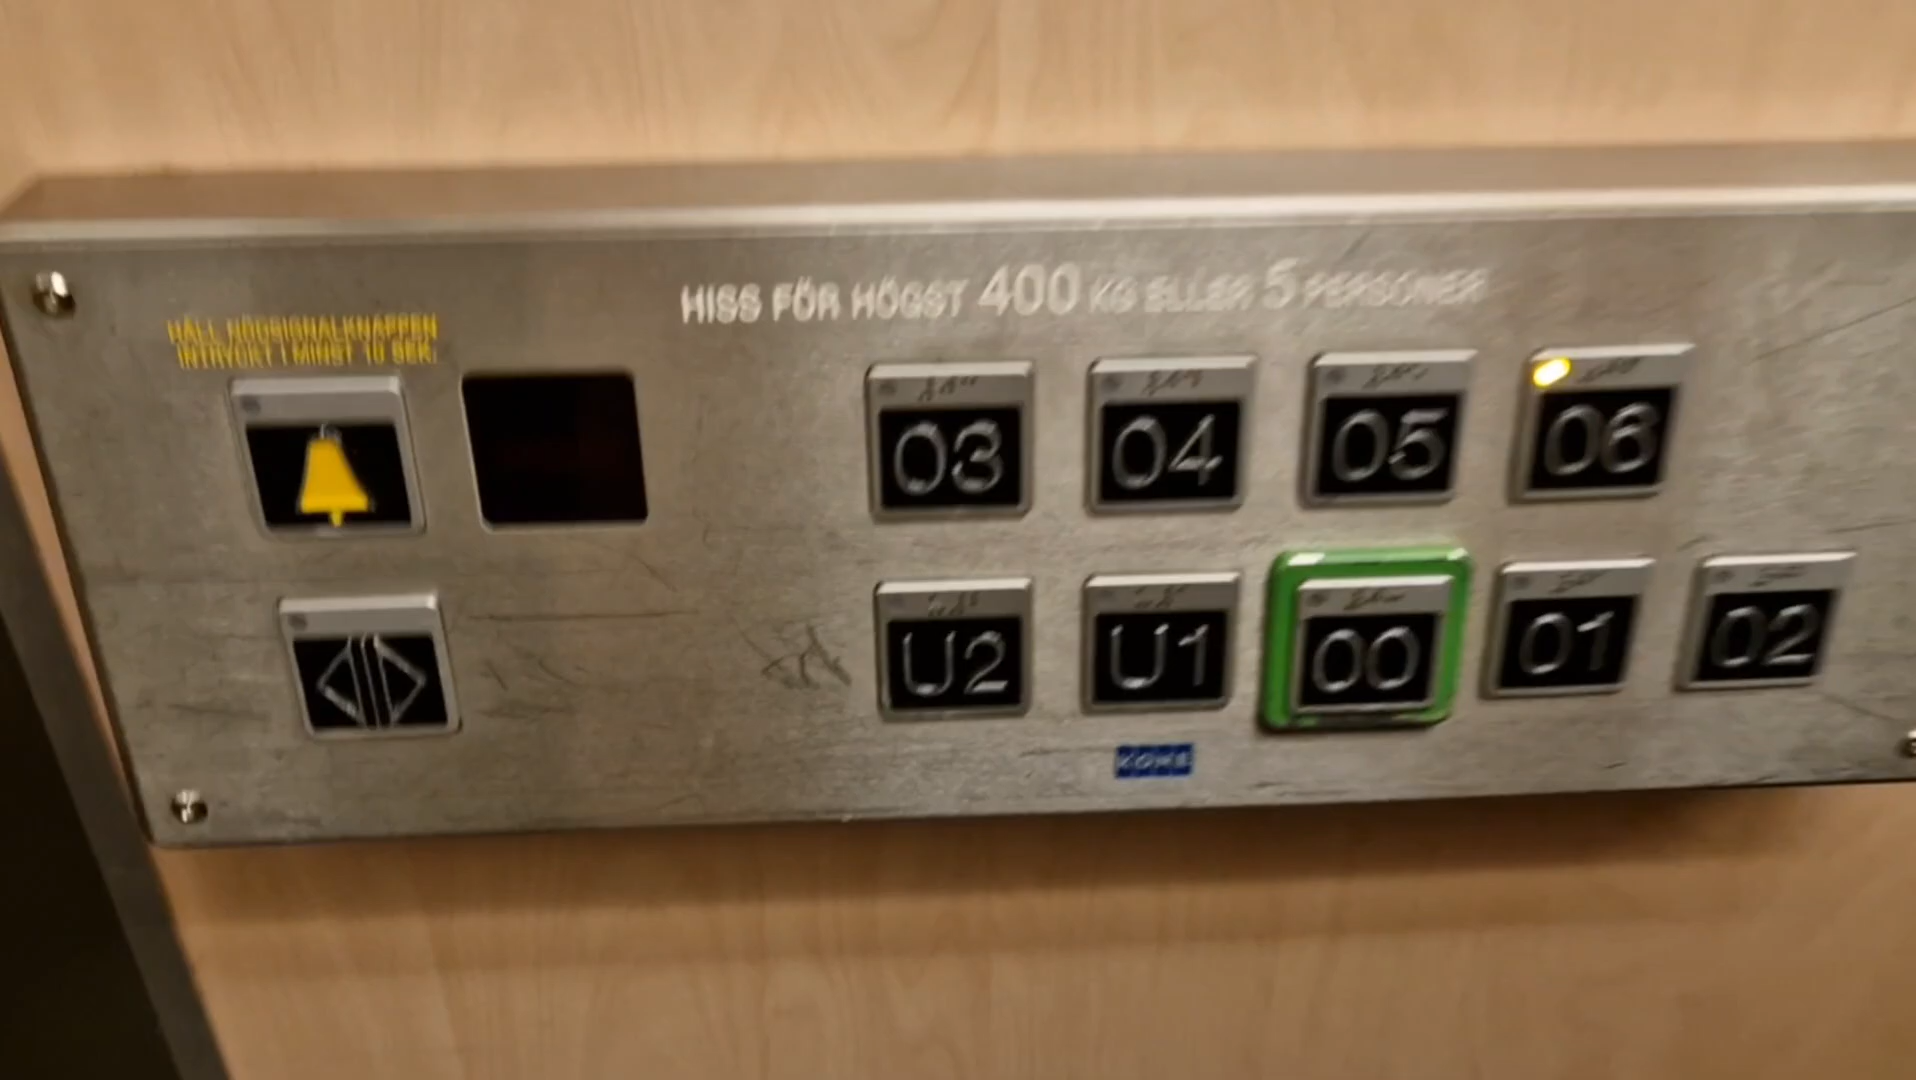 HISS FÖR HÖGST 400 KG ELLER 5 PERSONER
HÅLL NÖDSIGNALKNAPPEN
INTRYCKT I MINST 10 SEK.
03 04 05 06
U2 U1 00 01 02
KONE